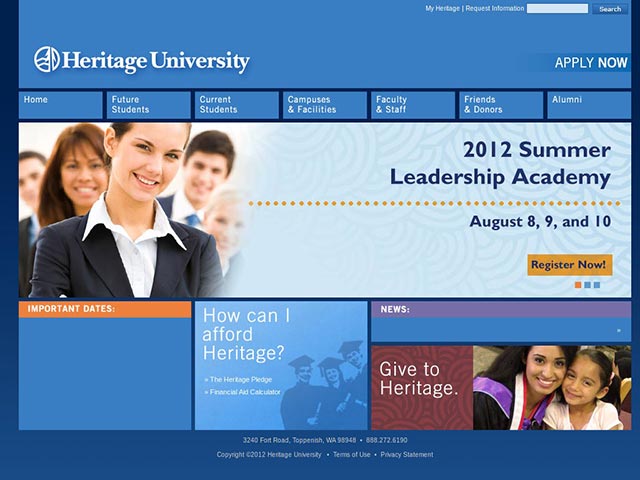 My Heritage | Request Information
Search
Heritage University
APPLY NOW
Home
Future
Students
Current
Students
Campuses
& Facilities
Faculty
& Staff
Friends
& Donors
Alumni
2012 Summer
Leadership Academy
August 8, 9, and 10
Register Now!
IMPORTANT DATES:
How can I
afford
Heritage?
» The Heritage Pledge
» Financial Aid Calculator
NEWS:
Give to
Heritage.
3240 Fort Road, Toppenish, WA 98948 • 888.272.6190
Copyright ©2012 Heritage University • Terms of Use • Privacy Statement